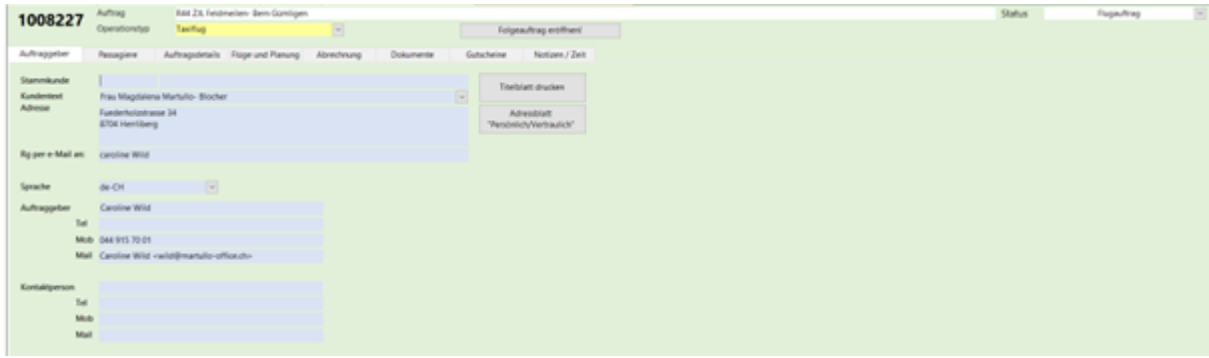 1008227 Auftrag R44 ZJL Feldmeilen- Bern Gümligen Status Flugauftrag
Operationstyp Taxiflug Folgeauftrag eröffnen!
Auftraggeber Passagiere Auftragsdetails Flüge und Planung Abrechnung Dokumente Gutscheine Notizen / Zeit
Stammkunde
Titelblatt drucken
Kundentext Frau Magdalena Martullo- Blocher
Adresse Fuederholzstrasse 34
8704 Herrliberg
Adressblatt
"Persönlich/Vertraulich"
Rg per e-Mail an: caroline Wild
Sprache de-CH
Auftraggeber Caroline Wild
Tel
Mob 044 915 70 01
Mail Caroline Wild <wild@martullo-office.ch>
Kontaktperson
Tel
Mob
Mail